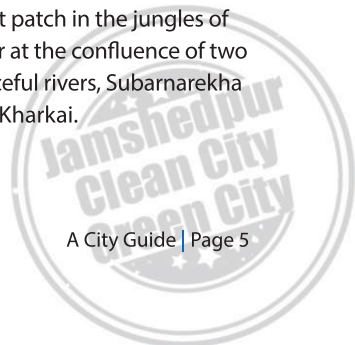 t patch in the jungles of
r at the confluence of two
teful rivers, Subarnarekha
Kharkai.
Jamshedpur
Clean City
Green City
A City Guide | Page 5